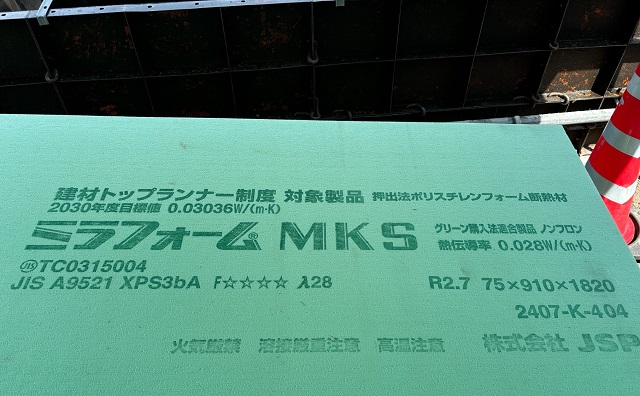 建材トップランナー制度 対象製品 押出法ポリスチレンフォーム断熱材
2030年度目標値 0.03036W/(m·K)
ミラフォーム® MKS グリーン購入法適合製品 ノンフロン
熱伝導率 0.028W/(m·K)
JIS TC0315004
JIS A9521 XPS3bA F☆☆☆☆ λ28 R2.7 75×910×1820
2407-K-404
火気厳禁 溶接厳重注意 高温注意 株式会社 JSP